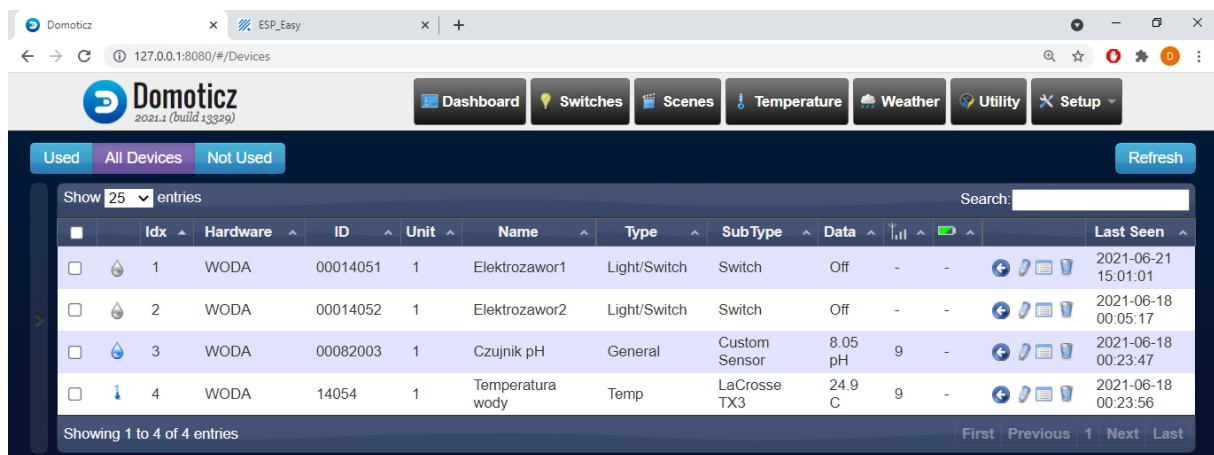 Domoticz ESP_Easy
127.0.0.1:8080/#/Devices D
Domoticz
2021.1 (build 13329)
Dashboard Switches Scenes Temperature Weather Utility Setup
Used All Devices Not Used Refresh
Show 25 entries Search:
Idx Hardware ID Unit Name Type SubType Data Last Seen
1 WODA 00014051 1 Elektrozawor1 Light/Switch Switch Off - - 2021-06-21
15:01:01
2 WODA 00014052 1 Elektrozawor2 Light/Switch Switch Off - - 2021-06-18
00:05:17
3 WODA 00082003 1 Czujnik pH General Custom 8.05 9 - 2021-06-18
Sensor pH 00:23:47
4 WODA 14054 1 Temperatura Temp LaCrosse 24.9 9 - 2021-06-18
wody TX3 C 00:23:56
Showing 1 to 4 of 4 entries First Previous 1 Next Last